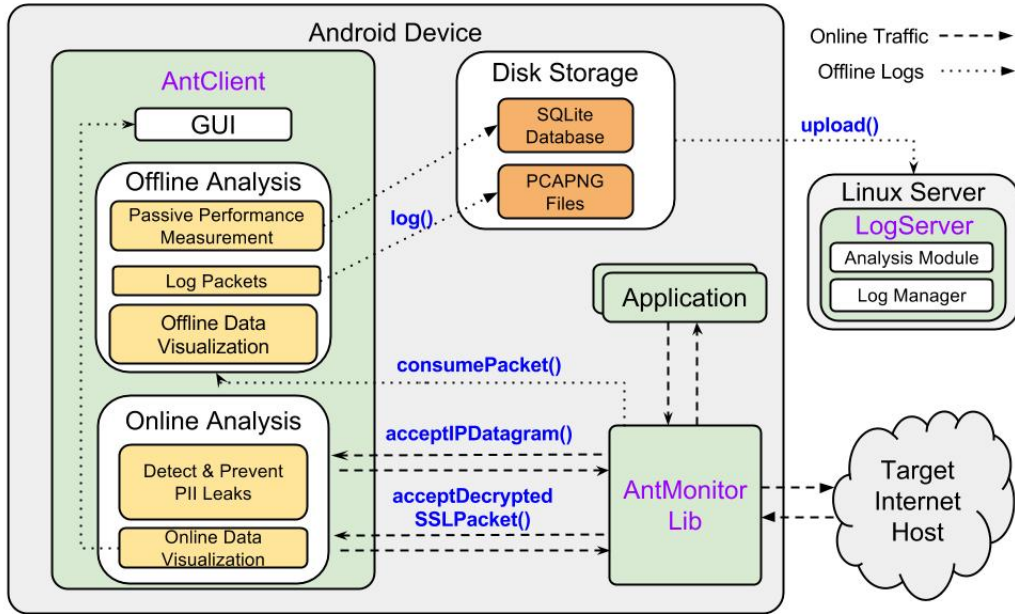 Android Device
Online Traffic
Offline Logs
AntClient
GUI
Offline Analysis
Passive Performance
Measurement
Log Packets
Offline Data
Visualization
Online Analysis
Detect & Prevent
PII Leaks
Online Data
Visualization
Disk Storage
SQLite
Database
PCAPNG
Files
log()
upload()
Linux Server
LogServer
Analysis Module
Log Manager
Application
consumePacket()
acceptIPDatagram()
acceptDecrypted
SSLPacket()
AntMonitor
Lib
Target
Internet
Host